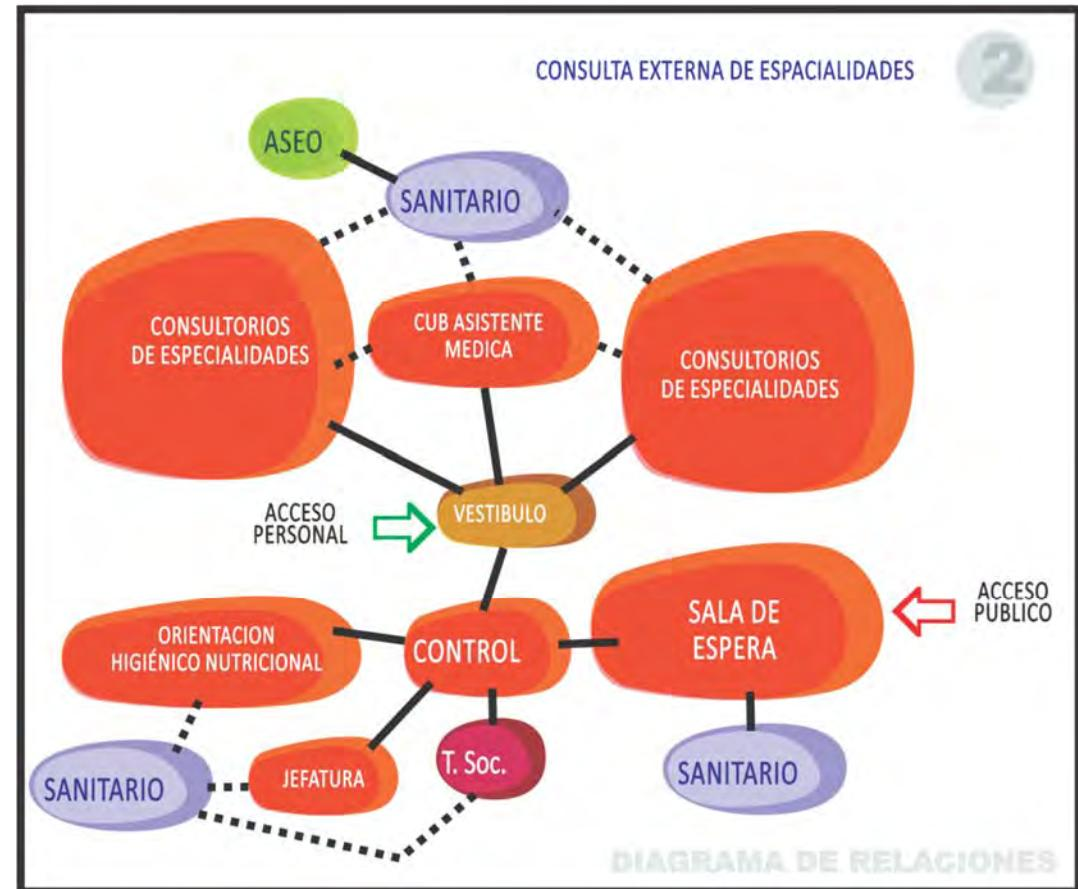 CONSULTA EXTERNA DE ESPACIALIDADES
2
ASEO
SANITARIO
CONSULTORIOS
DE ESPECIALIDADES
CUB ASISTENTE
MEDICA
CONSULTORIOS
DE ESPECIALIDADES
ACCESO
PERSONAL
VESTIBULO
ORIENTACION
HIGIÉNICO NUTRICIONAL
CONTROL
SALA DE
ESPERA
ACCESO
PUBLICO
SANITARIO
JEFATURA
T. Soc.
SANITARIO
DIAGRAMA DE RELACIONES